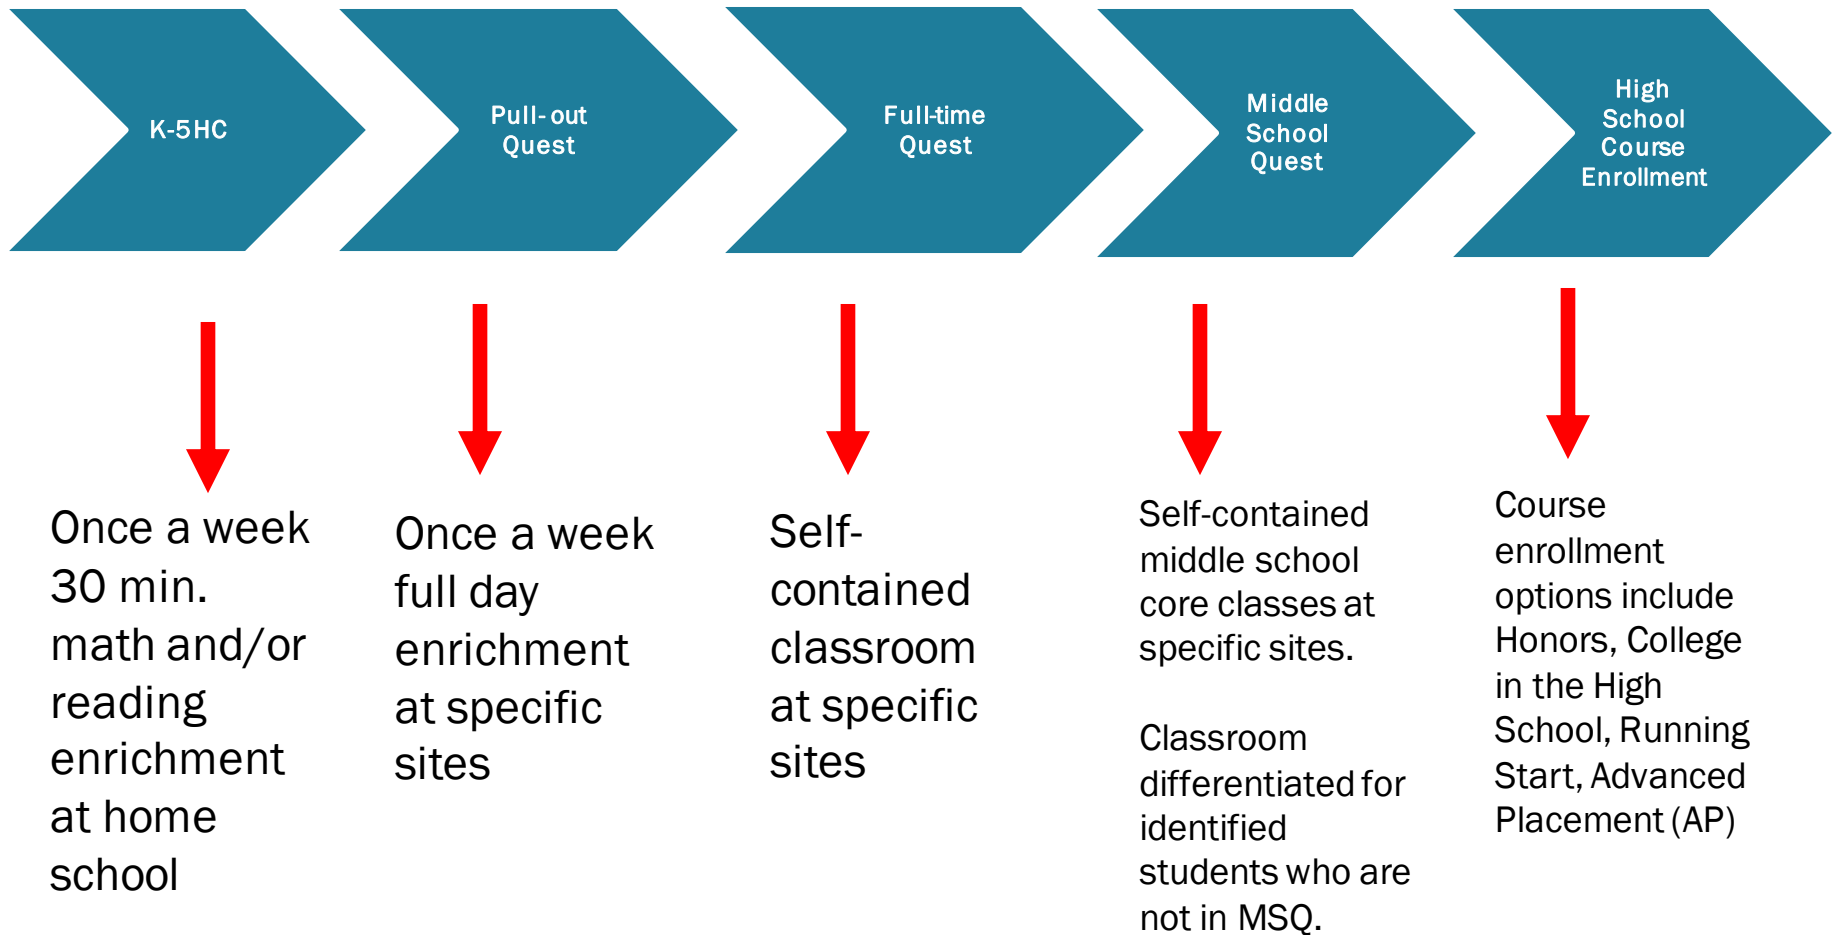 K-5HC
Pull-out
Quest
Full-time
Quest
Middle
School
Quest
High
School
Course
Enrollment
Once a week
30 min.
math and/or
reading
enrichment
at home
school
Once a week
full day
enrichment
at specific
sites
Self-
contained
classroom
at specific
sites
Self-contained
middle school
core classes at
specific sites.
Classroom
differentiated for
identified
students who are
not in MSQ.
Course
enrollment
options include
Honors, College
in the High
School, Running
Start, Advanced
Placement (AP)